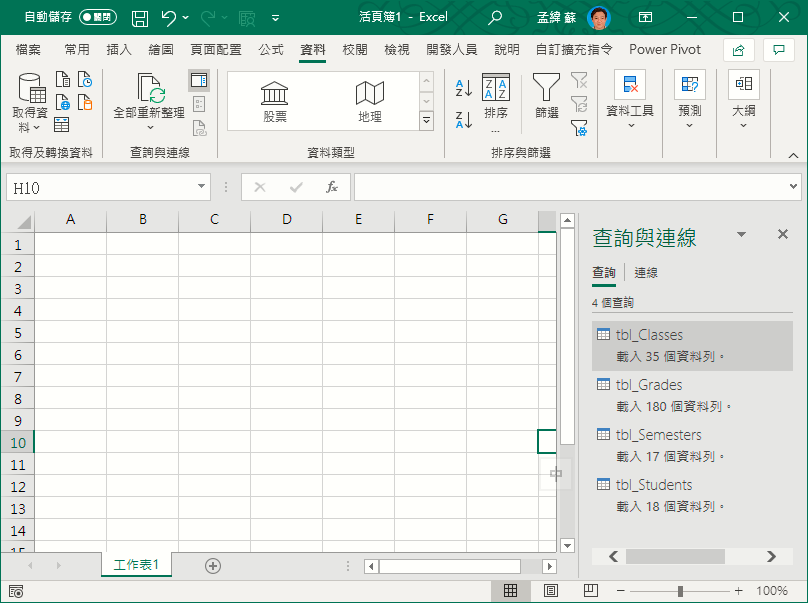 自動儲存 關閉 活頁簿1 - Excel 孟緯 蘇
檔案 常用 插入 繪圖 頁面配置 公式 資料 校閱 檢視 開發人員 說明 自訂擴充指令 Power Pivot
取得資料
全部重新整理
股票
地理
A Z
Z A
Z A A Z
排序
...
篩選
資料工具
預測
大綱
取得及轉換資料 查詢與連線 資料類型 排序與篩選
H10 fx
A B C D E F G
1
2
3
4
5
6
7
8
9
10
11
12
13
14
15
查詢與連線
查詢 連線
4 個查詢
tbl_Classes
載入 35 個資料列。
tbl_Grades
載入 180 個資料列。
tbl_Semesters
載入 17 個資料列。
tbl_Students
載入 18 個資料列。
工作表1
100%